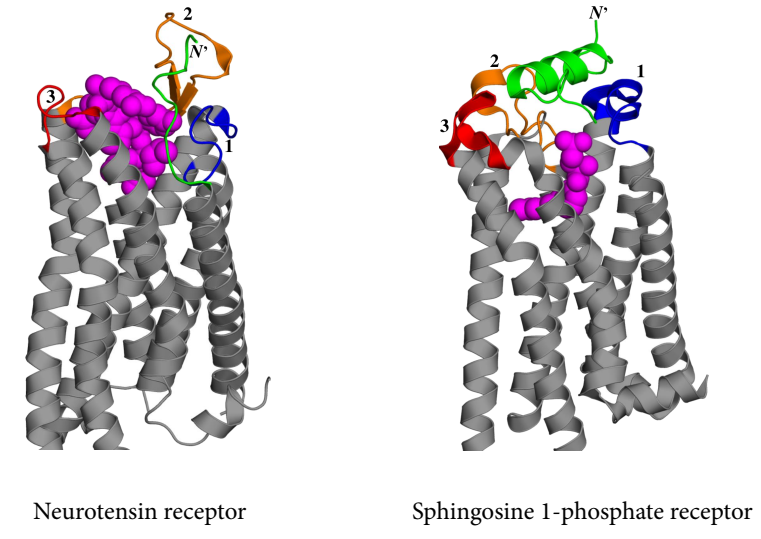 2
N’
3
1
Neurotensin receptor
N’
1
2
3
Sphingosine 1-phosphate receptor